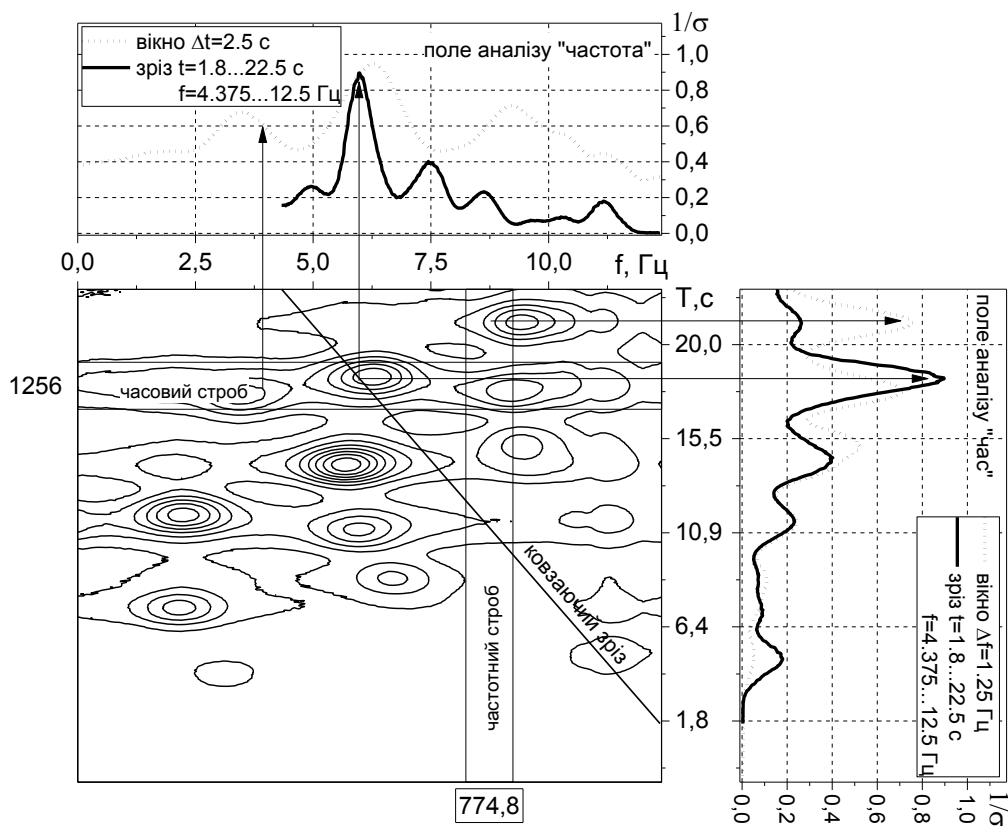 1/σ
вікно Δt=2.5 с
зріз t=1.8...22.5 с
f=4.375...12.5 Гц
поле аналізу "частота"
1,0
0,8
0,6
0,4
0,2
0,0
0,0 2,5 5,0 7,5 10,0 f, Гц
T,с
20,0
15,5
10,9
6,4
1,8
1256
часовий строб
частотний строб
ковзаючий зріз
774,8
поле аналізу "час"
вікно Δf=1.25 Гц
зріз t=1.8...22.5 с
f=4.375...12.5 Гц
0,0 0,2 0,4 0,6 0,8 1,0 1/σ